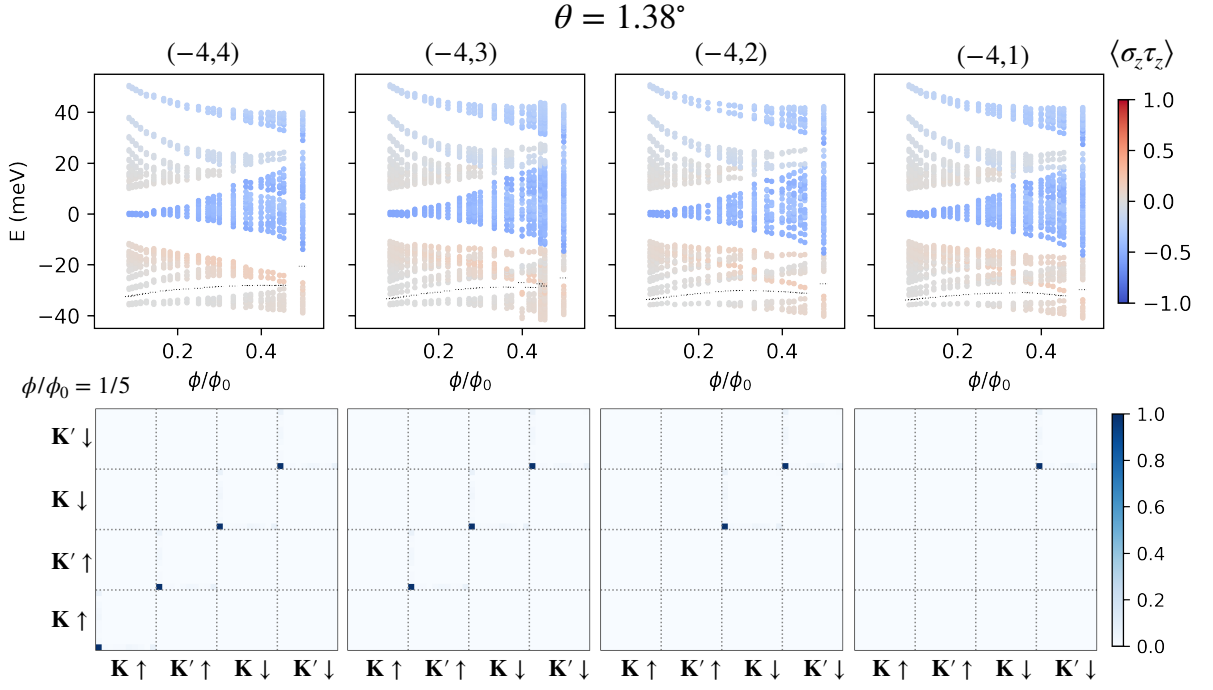 θ = 1.38°
(−4,4) (−4,3) (−4,2) (−4,1) ⟨σzτz⟩
E (meV)
40
20
0
−20
−40
0.2 0.4 0.2 0.4 0.2 0.4 0.2 0.4
1.0
0.5
0.0
−0.5
−1.0
ϕ/ϕ0 ϕ/ϕ0 ϕ/ϕ0 ϕ/ϕ0
ϕ/ϕ0 = 1/5
K′ ↓
K ↓
K′ ↑
K ↑
1.0
0.8
0.6
0.4
0.2
0.0
K ↑ K′ ↑ K ↓ K′ ↓ K ↑ K′ ↑ K ↓ K′ ↓ K ↑ K′ ↑ K ↓ K′ ↓ K ↑ K′ ↑ K ↓ K′ ↓